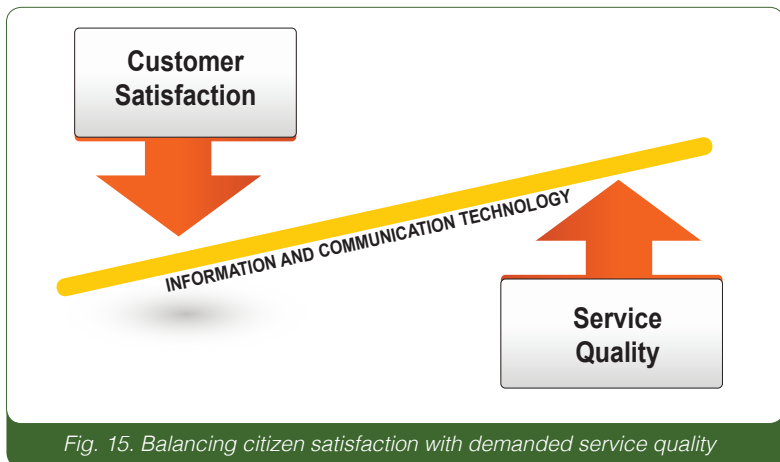 Customer
Satisfaction
INFORMATION AND COMMUNICATION TECHNOLOGY
Service
Quality
Fig. 15. Balancing citizen satisfaction with demanded service quality